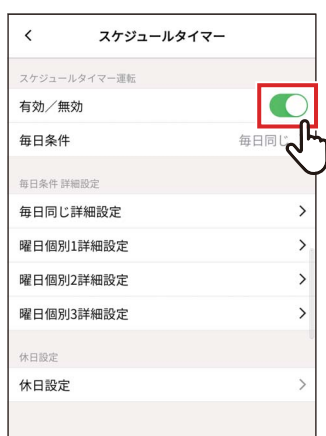 スケジュールタイマー
スケジュールタイマー運転
有効／無効
毎日条件 毎日同じ
毎日条件 詳細設定
毎日同じ詳細設定
曜日個別1詳細設定
曜日個別2詳細設定
曜日個別3詳細設定
休日設定
休日設定